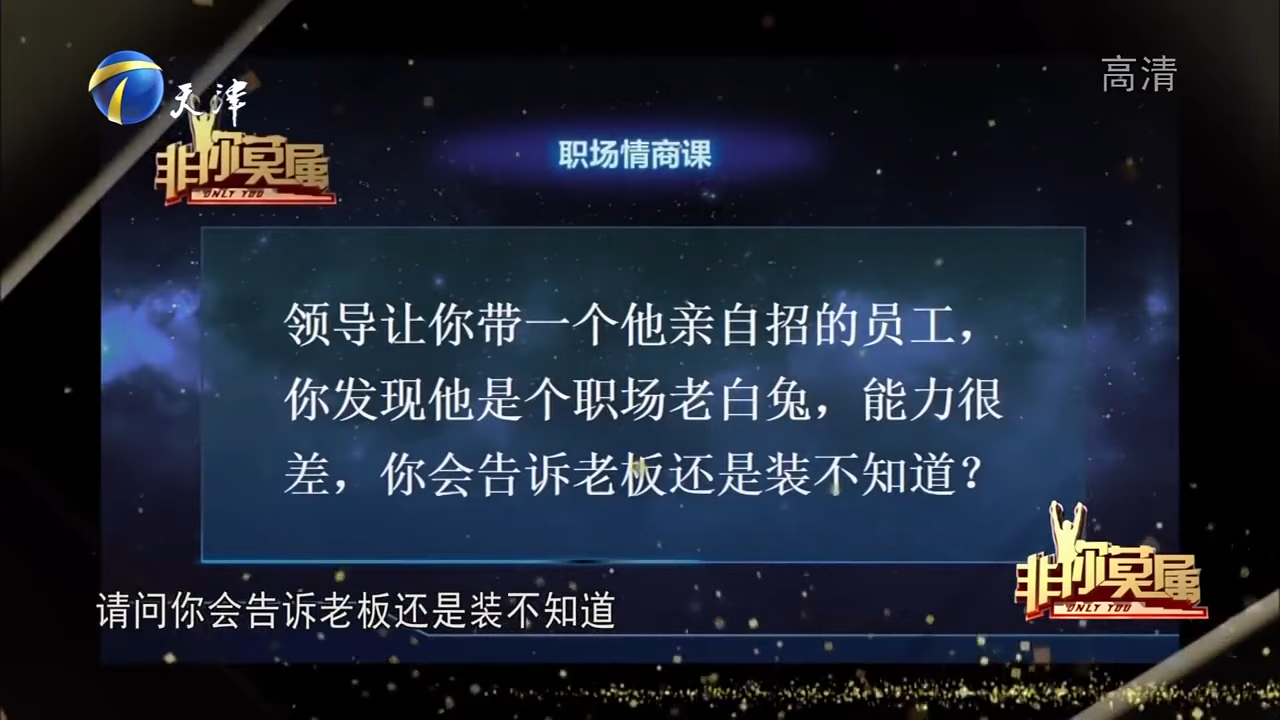 天津
高清
非你莫属
ONLY YOU
职场情商课
领导让你带一个他亲自招的员工，
你发现他是个职场老白兔，能力很
差，你会告诉老板还是装不知道？
非你莫属
ONLY YOU
请问你会告诉老板还是装不知道